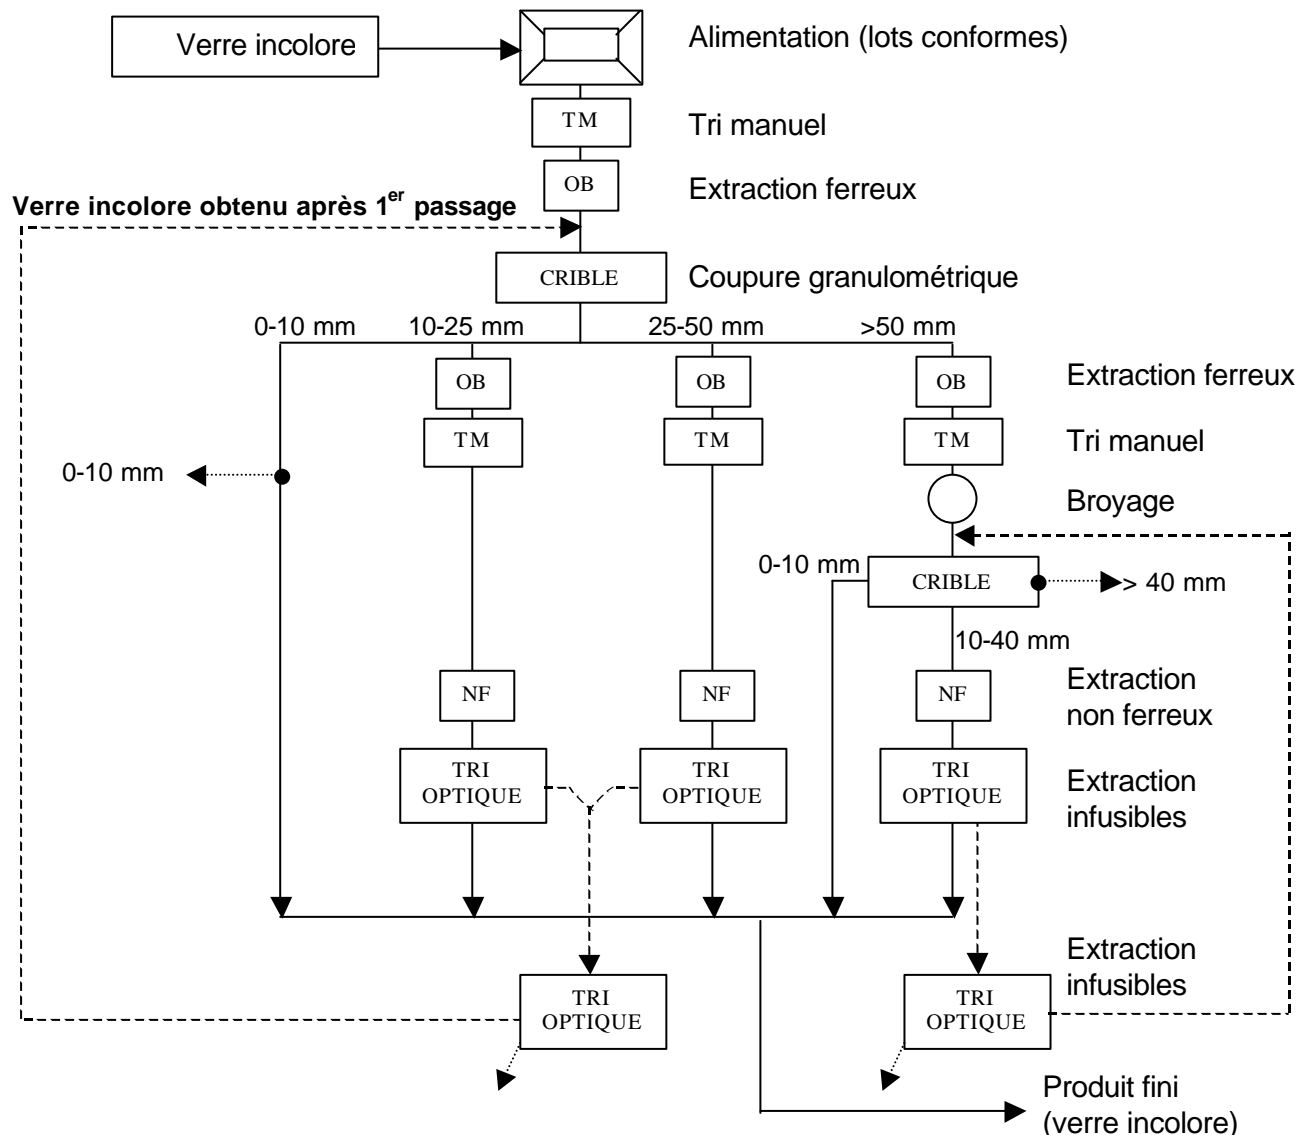 Verre incolore
Alimentation (lots conformes)
TM
Tri manuel
OB
Extraction ferreux
Verre incolore obtenu après 1er passage
CRIBLE
Coupure granulométrique
0-10 mm
10-25 mm
25-50 mm
>50 mm
OB
OB
OB
Extraction ferreux
TM
TM
TM
Tri manuel
0-10 mm
Broyage
0-10 mm
CRIBLE
> 40 mm
10-40 mm
NF
NF
NF
Extraction
non ferreux
TRI
OPTIQUE
TRI
OPTIQUE
TRI
OPTIQUE
Extraction
infusibles
TRI
OPTIQUE
TRI
OPTIQUE
Extraction
infusibles
Produit fini
(verre incolore)